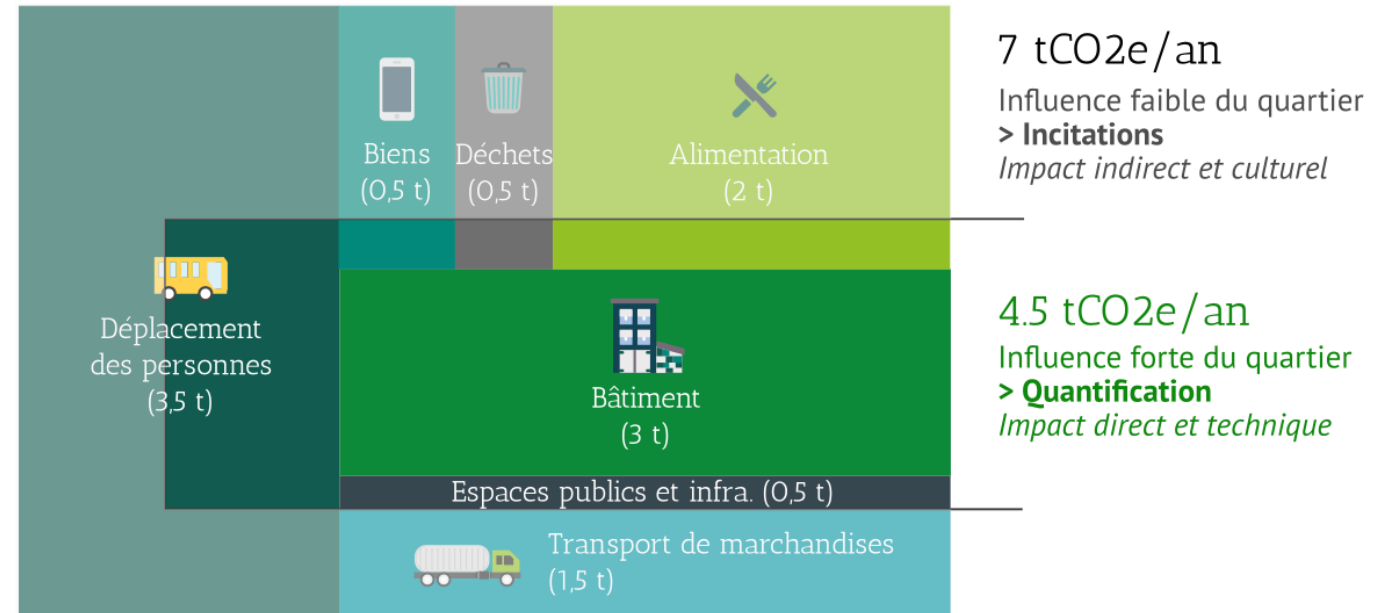 7 tCO2e/an
Influence faible du quartier
> Incitations
Impact indirect et culturel
Biens
(0,5 t)
Déchets
(0,5 t)
Alimentation
(2 t)
Déplacement
des personnes
(3,5 t)
Bâtiment
(3 t)
4.5 tCO2e/an
Influence forte du quartier
> Quantification
Impact direct et technique
Espaces publics et infra. (0,5 t)
Transport de marchandises
(1,5 t)